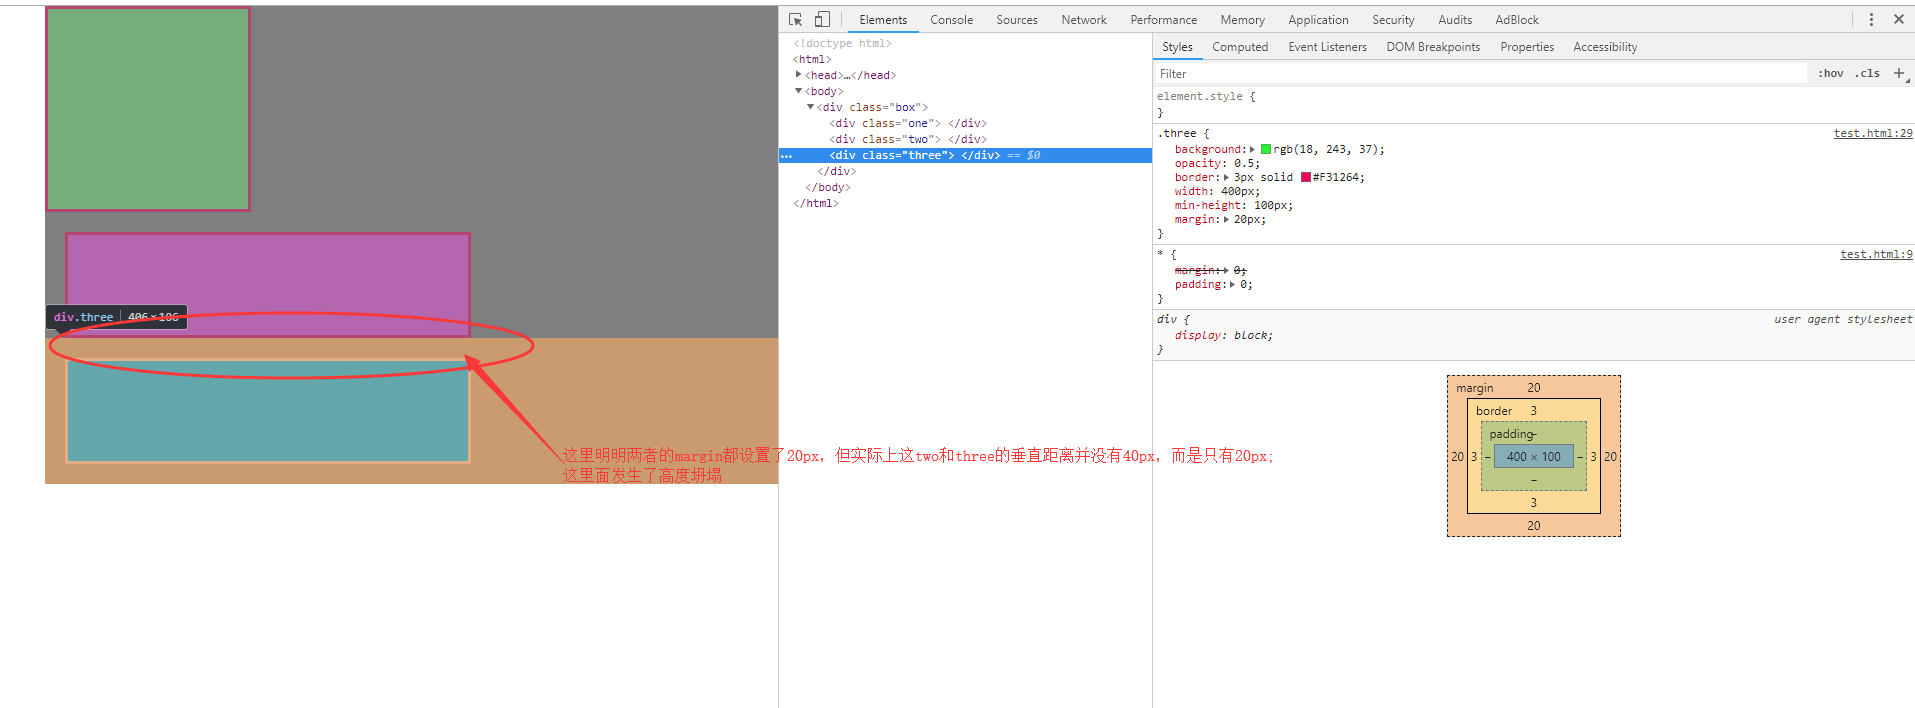 Elements Console Sources Network Performance Memory Application Security Audits AdBlock
<!doctype html>
<html>
<head>…</head>
<body>
<div class="box">
<div class="one"> </div>
<div class="two"> </div>
<div class="three"> </div> == $0
</div>
</body>
</html>
Styles Computed Event Listeners DOM Breakpoints Properties Accessibility
Filter :hov .cls +
element.style {
}
.three { test.html:29
background: rgb(18, 243, 37);
opacity: 0.5;
border: 3px solid #F31264;
width: 400px;
min-height: 100px;
margin: 20px;
}
* { test.html:9
margin: 0;
padding: 0;
}
div { user agent stylesheet
display: block;
}
margin 20
border 3
padding -
20 3 - 400 × 100 - 3 20
-
3
20
div.three 406×106
这里明明两者的margin都设置了20px，但实际上这two和three的垂直距离并没有40px，而是只有20px;
这里面发生了高度坍塌